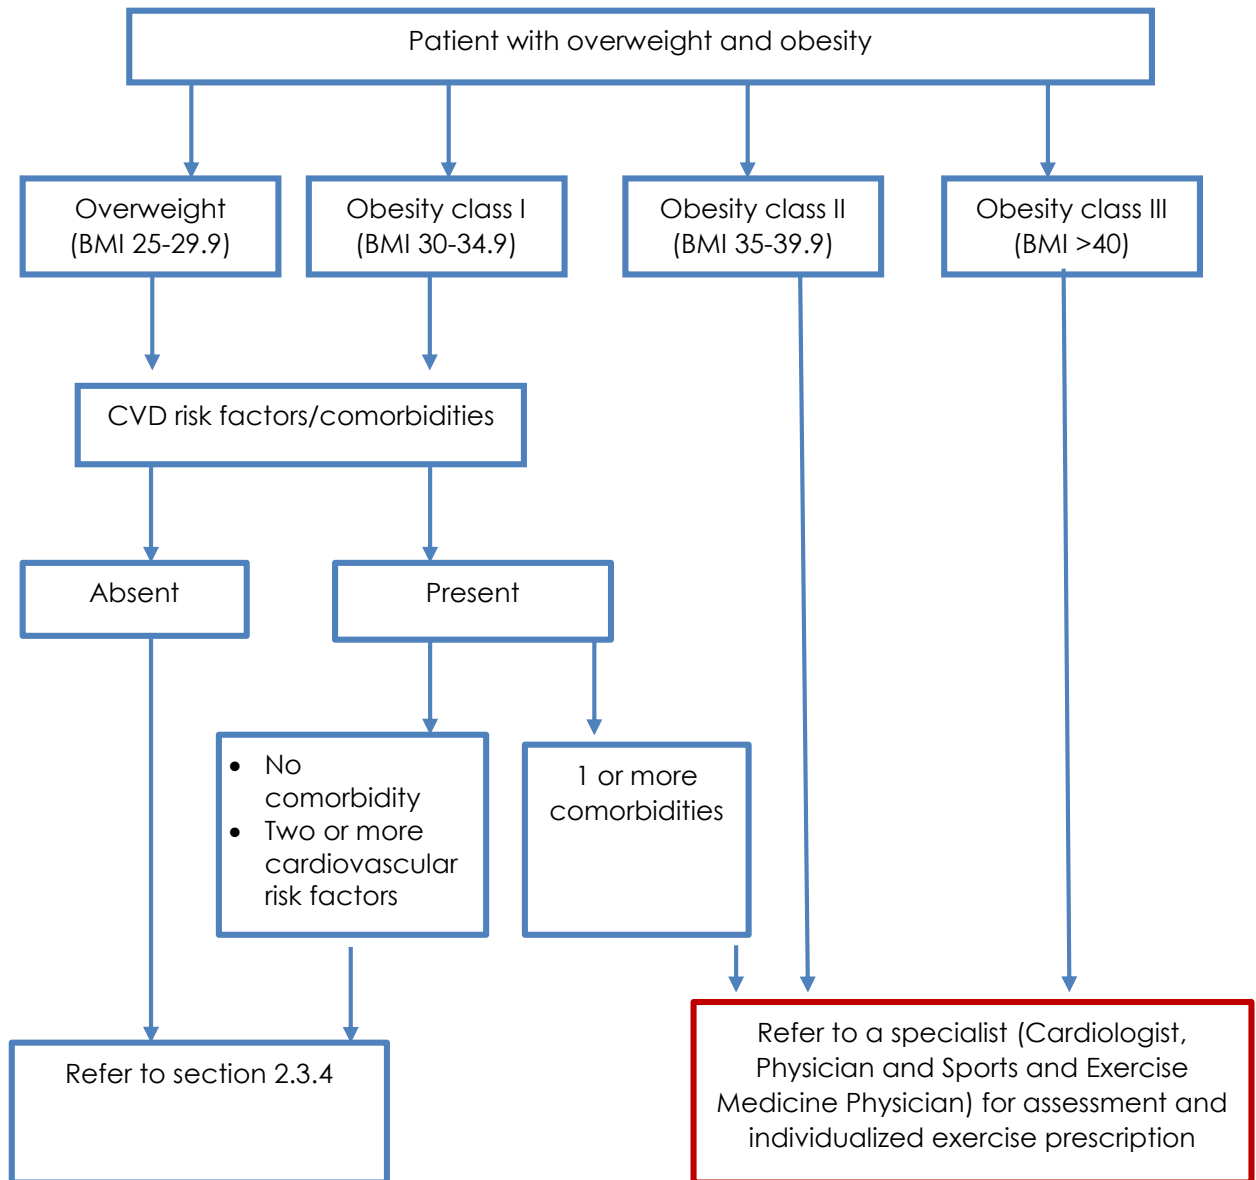 Patient with overweight and obesity
Overweight
(BMI 25-29.9)
Obesity class I
(BMI 30-34.9)
Obesity class II
(BMI 35-39.9)
Obesity class III
(BMI >40)
CVD risk factors/comorbidities
Absent
Present
• No
comorbidity
• Two or more
cardiovascular
risk factors
1 or more
comorbidities
Refer to section 2.3.4
Refer to a specialist (Cardiologist,
Physician and Sports and Exercise
Medicine Physician) for assessment and
individualized exercise prescription